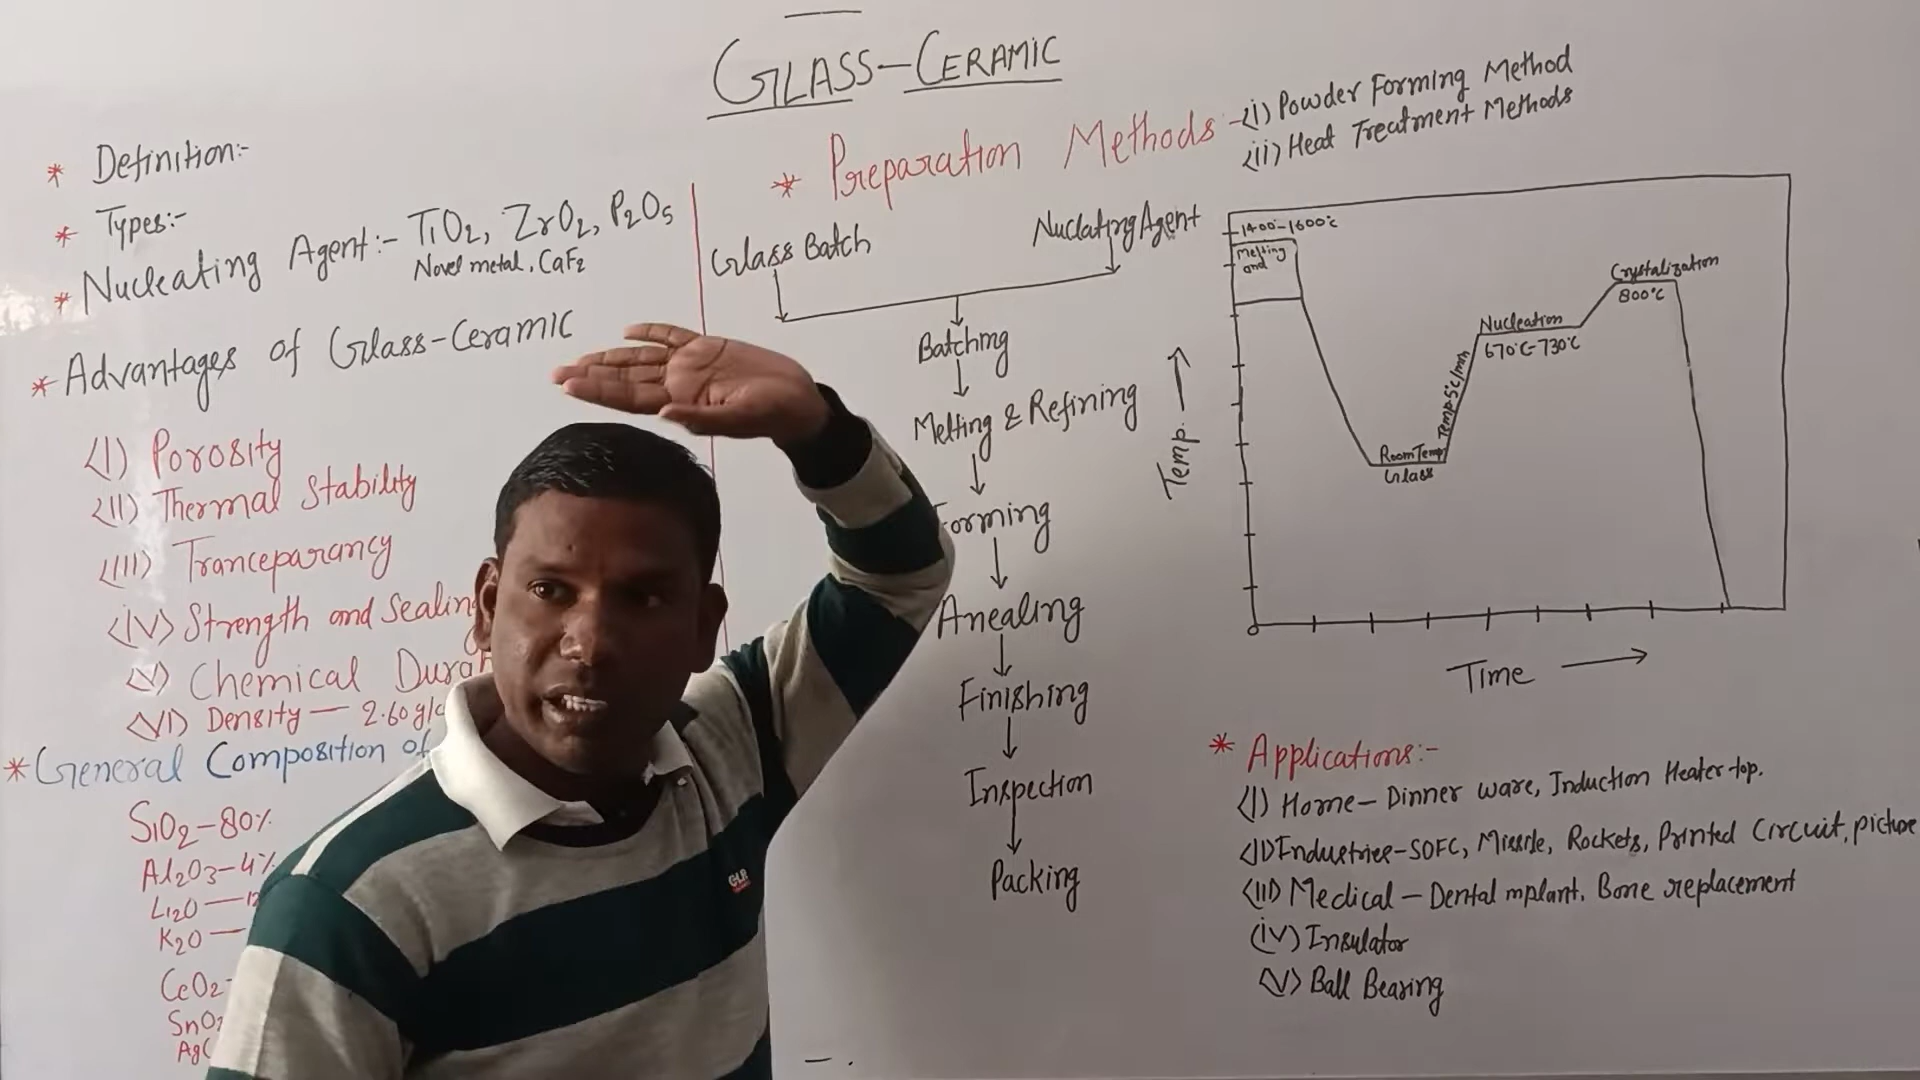 GLASS-CERAMIC
* Definition:-
* Types:-
* Nucleating Agent:- TiO2, ZrO2, P2O5
Novel metal, CaF2
* Advantages of Glass-Ceramic
(I) Porosity
(II) Thermal Stability
(III) Tranceparancy
(IV) Strength and Sealing
(V) Chemical Dura
(VI) Density - 2.60 g/c
* General Composition of
SiO2-80%
Al2O3-4%
Li2O-12
K2O-
CeO2-
SnO2
Ag
* Preparation Methods -(i) Powder Forming Method
(ii) Heat Treatment Methods
Glass Batch
Nuclating Agent
Batching
Melting & Refining
Forming
Anealing
Finishing
Inspection
Packing
1400-1600°c
Melting
and
Temp.
Room Temp
Glass
Temp 5°c/min
Nucleation
670°C-730°C
Crystalization
800°C
Time
* Applications:-
(I) Home- Dinner ware, Induction Heater top.
(II) Industries-SOFC, Missile, Rockets, Printed Circuit, picture
(III) Medical - Dental mplant, Bone replacement
(iv) Insulator
(V) Ball Bearing